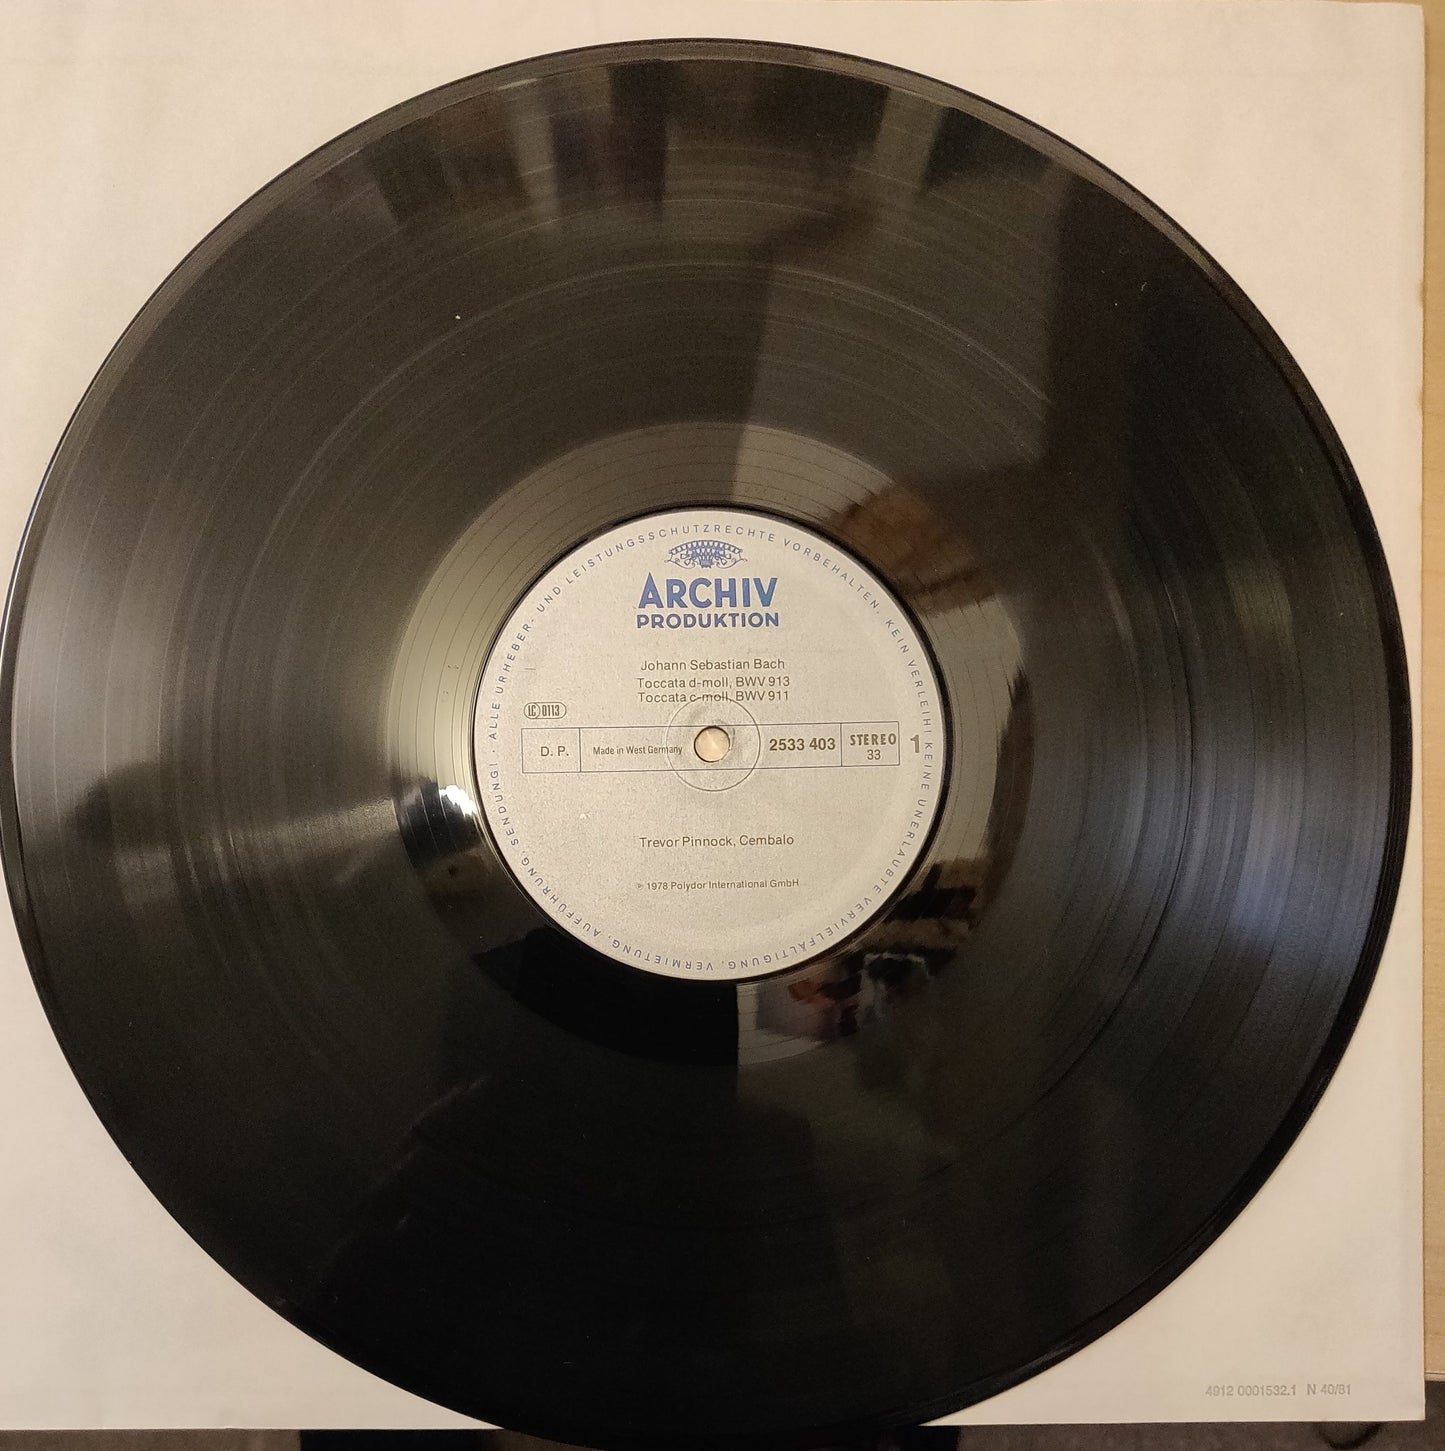 ALLE URHEBER- UND LEISTUNGSSCHUTZRECHTE VORBEHALTEN. KEIN VERLEIH! KEINE UNERLAUBTE VERVIELFÄLTIGUNG, VERMIETUNG, AUFFÜHRUNG, SENDUNG! ·
ARCHIV
PRODUKTION
Johann Sebastian Bach
Toccata d-moll, BWV 913
Toccata c-moll, BWV 911
LC 0113
D. P. Made in West Germany 2533 403 STEREO 33 1
Trevor Pinnock, Cembalo
℗ 1978 Polydor International GmbH
4912 0001532.1 N 40/81